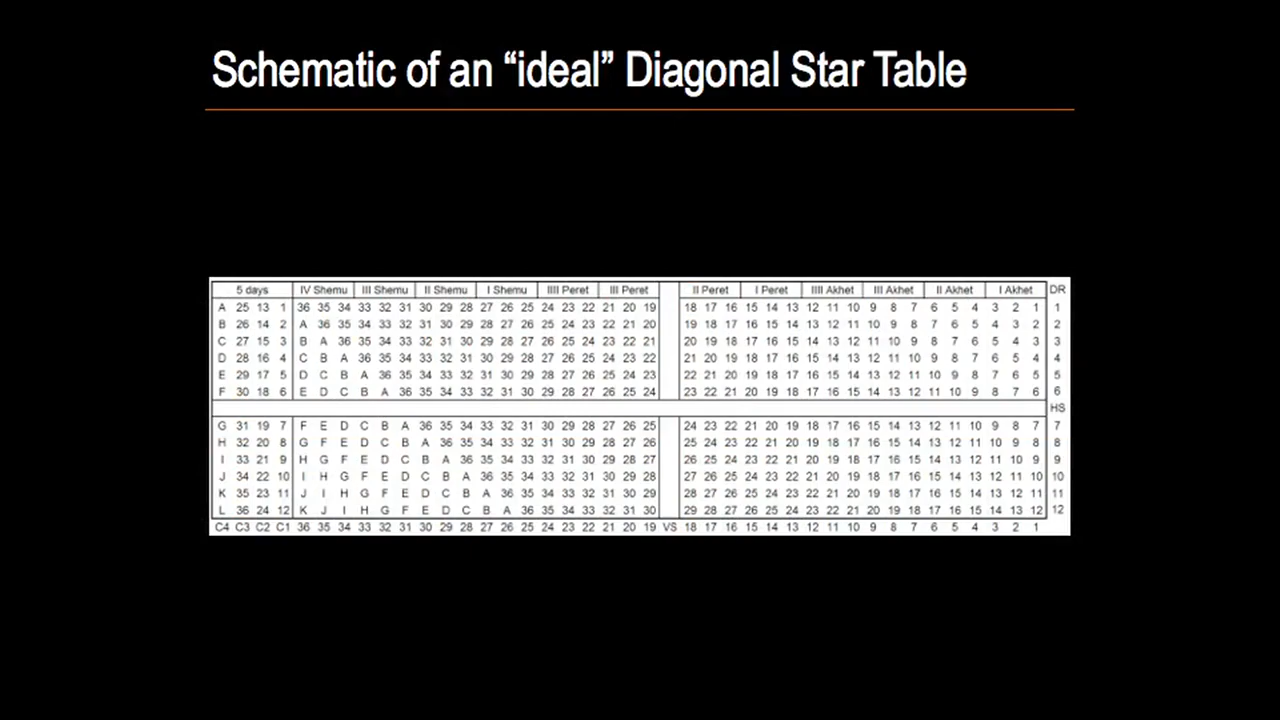 Schematic of an “ideal” Diagonal Star Table
5 days IV Shemu III Shemu II Shemu I Shemu IIII Peret III Peret II Peret I Peret IIII Akhet III Akhet II Akhet I Akhet DR
A 25 13 1 36 35 34 33 32 31 30 29 28 27 26 25 24 23 22 21 20 19 18 17 16 15 14 13 12 11 10 9 8 7 6 5 4 3 2 1 1
B 26 14 2 A 36 35 34 33 32 31 30 29 28 27 26 25 24 23 22 21 20 19 18 17 16 15 14 13 12 11 10 9 8 7 6 5 4 3 2 2
C 27 15 3 B A 36 35 34 33 32 31 30 29 28 27 26 25 24 23 22 21 20 19 18 17 16 15 14 13 12 11 10 9 8 7 6 5 4 3 3
D 28 16 4 C B A 36 35 34 33 32 31 30 29 28 27 26 25 24 23 22 21 20 19 18 17 16 15 14 13 12 11 10 9 8 7 6 5 4 4
E 29 17 5 D C B A 36 35 34 33 32 31 30 29 28 27 26 25 24 23 22 21 20 19 18 17 16 15 14 13 12 11 10 9 8 7 6 5 5
F 30 18 6 E D C B A 36 35 34 33 32 31 30 29 28 27 26 25 24 23 22 21 20 19 18 17 16 15 14 13 12 11 10 9 8 7 6 6
HS
G 31 19 7 F E D C B A 36 35 34 33 32 31 30 29 28 27 26 25 24 23 22 21 20 19 18 17 16 15 14 13 12 11 10 9 8 7 7
H 32 20 8 G F E D C B A 36 35 34 33 32 31 30 29 28 27 26 25 24 23 22 21 20 19 18 17 16 15 14 13 12 11 10 9 8 8
I 33 21 9 H G F E D C B A 36 35 34 33 32 31 30 29 28 27 26 25 24 23 22 21 20 19 18 17 16 15 14 13 12 11 10 9 9
J 34 22 10 I H G F E D C B A 36 35 34 33 32 31 30 29 28 27 26 25 24 23 22 21 20 19 18 17 16 15 14 13 12 11 10 10
K 35 23 11 J I H G F E D C B A 36 35 34 33 32 31 30 29 28 27 26 25 24 23 22 21 20 19 18 17 16 15 14 13 12 11 11
L 36 24 12 K J I H G F E D C B A 36 35 34 33 32 31 30 29 28 27 26 25 24 23 22 21 20 19 18 17 16 15 14 13 12 12
C4 C3 C2 C1 36 35 34 33 32 31 30 29 28 27 26 25 24 23 22 21 20 19 VS 18 17 16 15 14 13 12 11 10 9 8 7 6 5 4 3 2 1